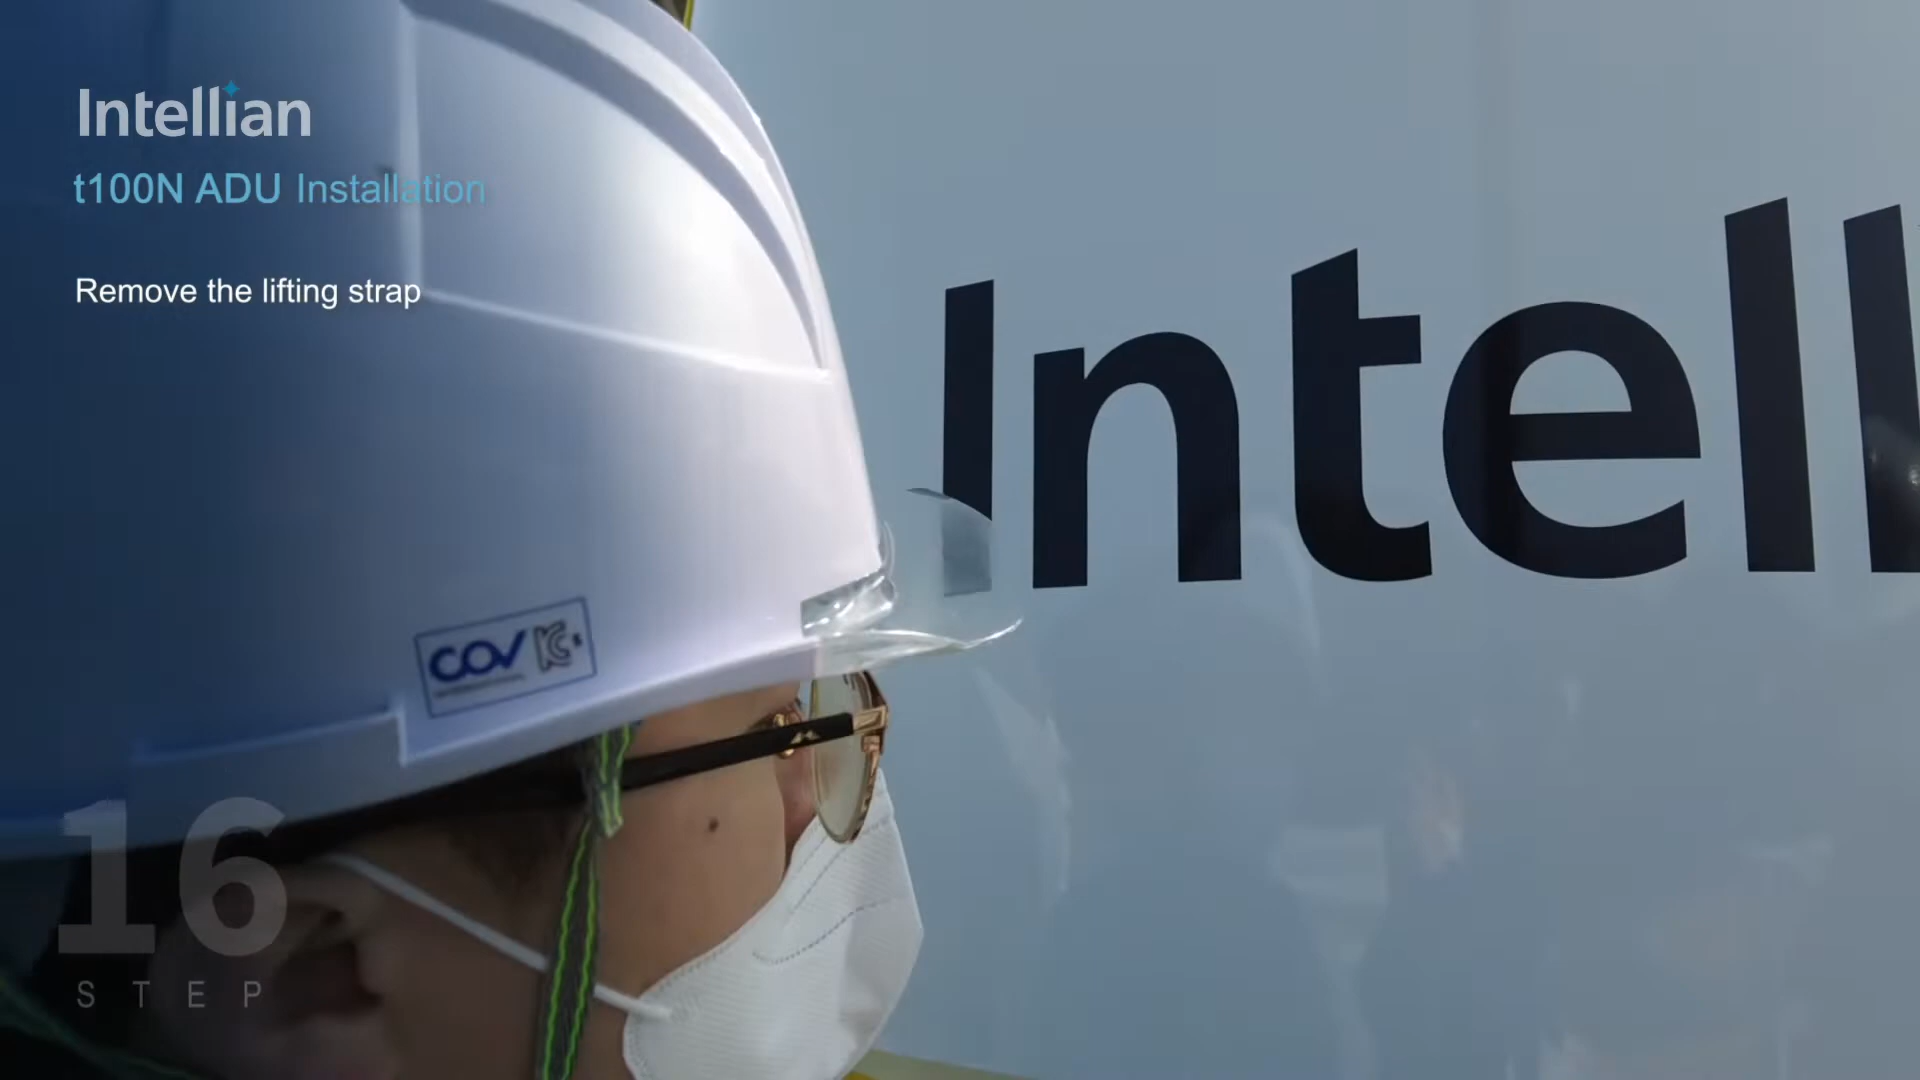 Intellian
t100N ADU Installation
Remove the lifting strap
Intell
COV
16
STEP